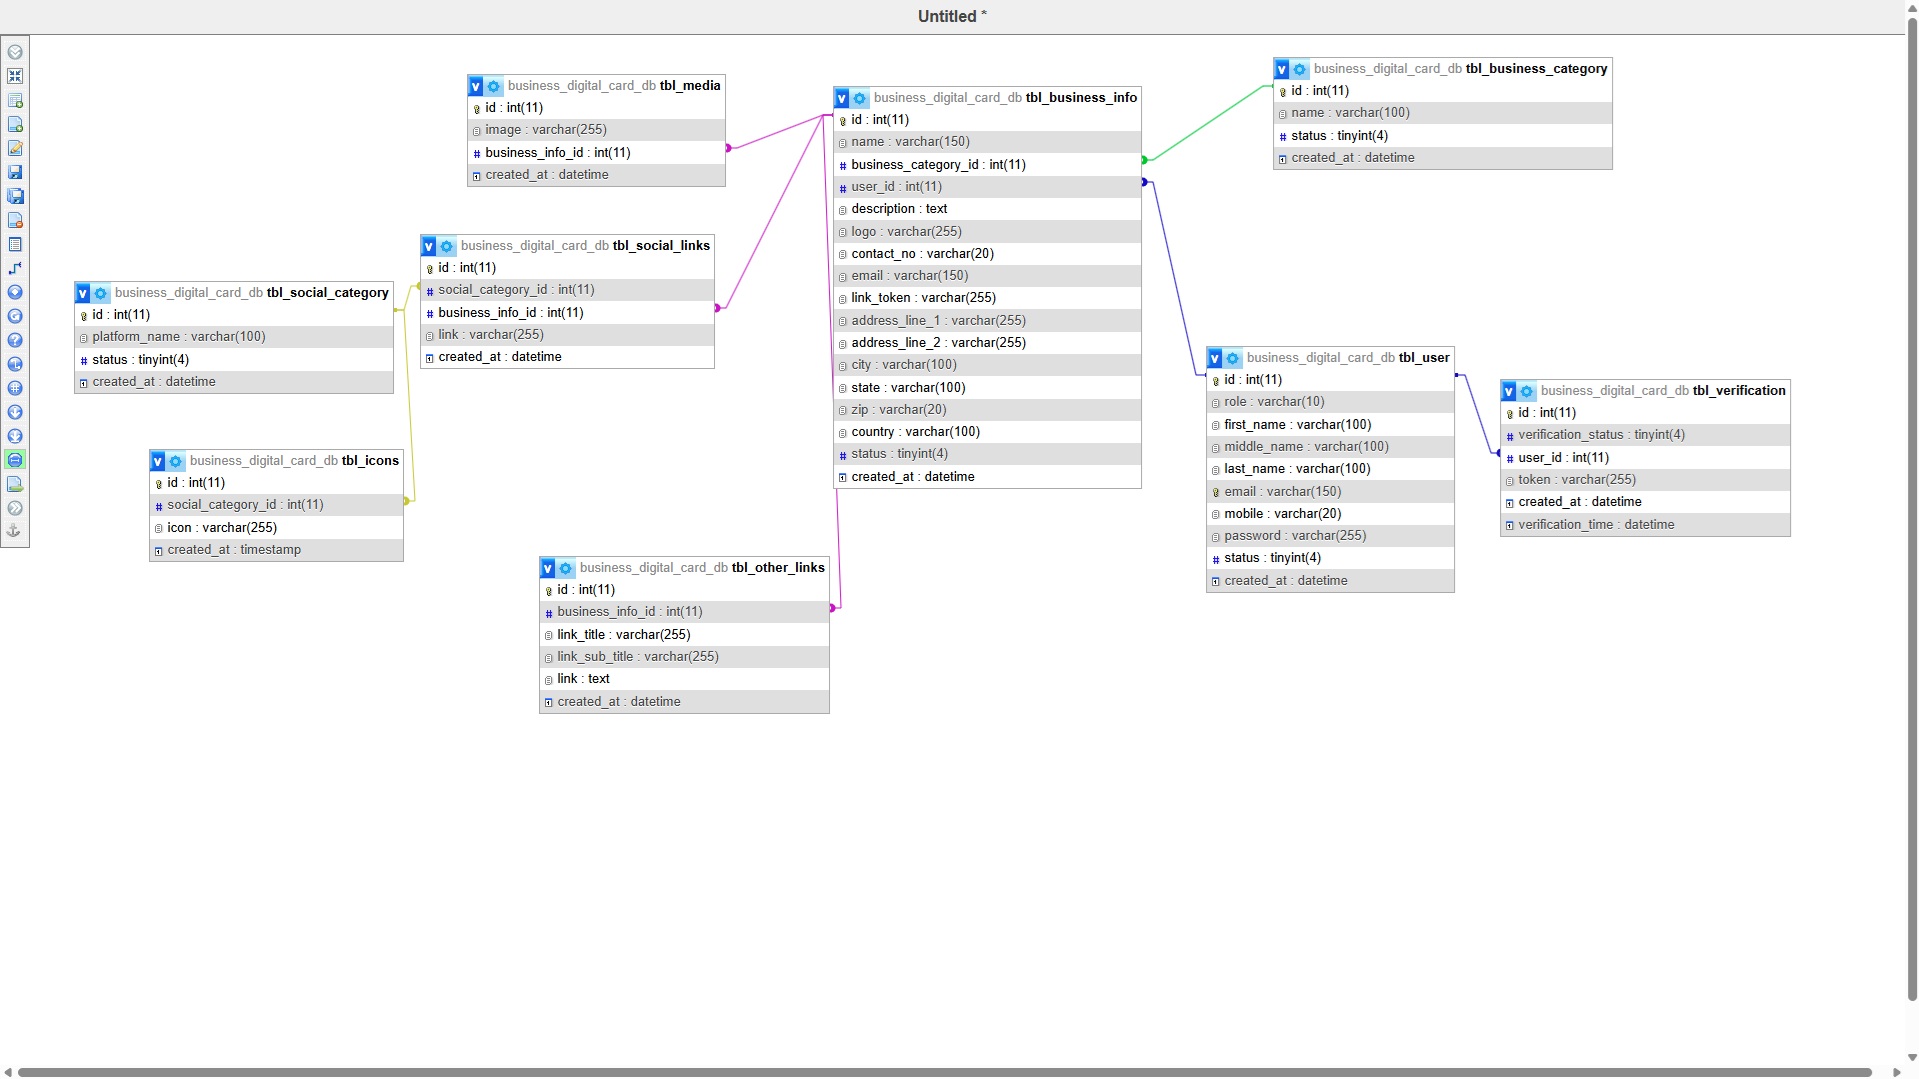 Untitled *
business_digital_card_db tbl_media
id : int(11)
image : varchar(255)
business_info_id : int(11)
created_at : datetime
business_digital_card_db tbl_social_links
id : int(11)
social_category_id : int(11)
business_info_id : int(11)
link : varchar(255)
created_at : datetime
business_digital_card_db tbl_social_category
id : int(11)
platform_name : varchar(100)
status : tinyint(4)
created_at : datetime
business_digital_card_db tbl_icons
id : int(11)
social_category_id : int(11)
icon : varchar(255)
created_at : timestamp
business_digital_card_db tbl_other_links
id : int(11)
business_info_id : int(11)
link_title : varchar(255)
link_sub_title : varchar(255)
link : text
created_at : datetime
business_digital_card_db tbl_business_info
id : int(11)
name : varchar(150)
business_category_id : int(11)
user_id : int(11)
description : text
logo : varchar(255)
contact_no : varchar(20)
email : varchar(150)
link_token : varchar(255)
address_line_1 : varchar(255)
address_line_2 : varchar(255)
city : varchar(100)
state : varchar(100)
zip : varchar(20)
country : varchar(100)
status : tinyint(4)
created_at : datetime
business_digital_card_db tbl_business_category
id : int(11)
name : varchar(100)
status : tinyint(4)
created_at : datetime
business_digital_card_db tbl_user
id : int(11)
role : varchar(10)
first_name : varchar(100)
middle_name : varchar(100)
last_name : varchar(100)
email : varchar(150)
mobile : varchar(20)
password : varchar(255)
status : tinyint(4)
created_at : datetime
business_digital_card_db tbl_verification
id : int(11)
verification_status : tinyint(4)
user_id : int(11)
token : varchar(255)
created_at : datetime
verification_time : datetime